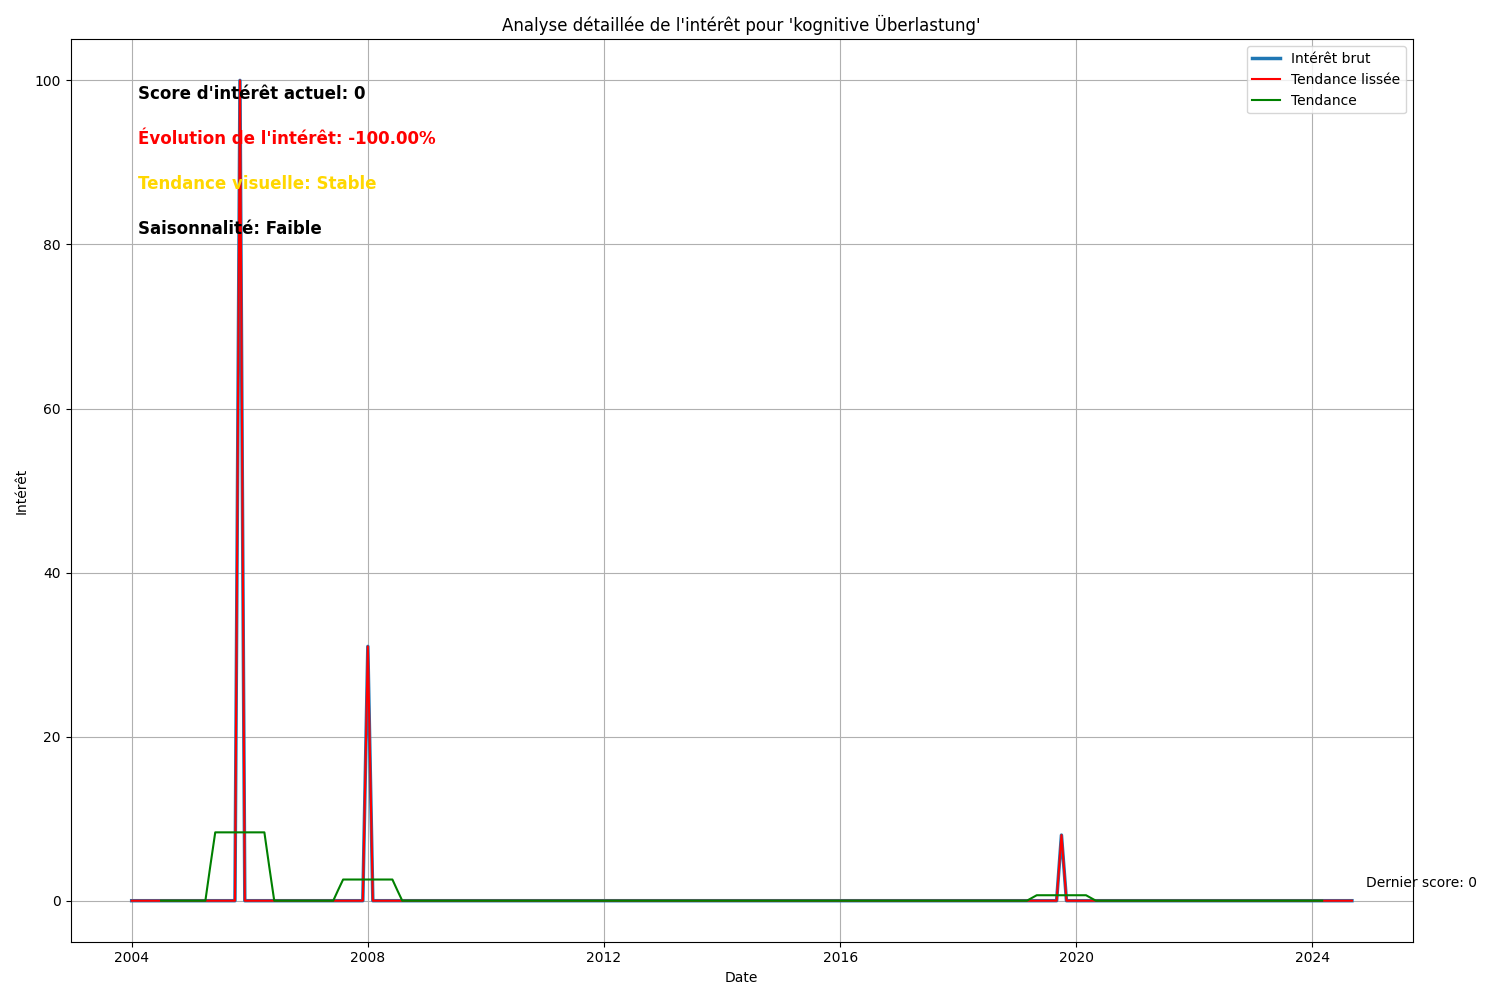 Analyse détaillée de l'intérêt pour 'kognitive Überlastung'
Intérêt brut
Tendance lissée
Tendance
Score d'intérêt actuel: 0
Évolution de l'intérêt: -100.00%
Tendance visuelle: Stable
Saisonnalité: Faible
100
80
60
40
20
0
Intérêt
Dernier score: 0
2004
2008
2012
2016
2020
2024
Date